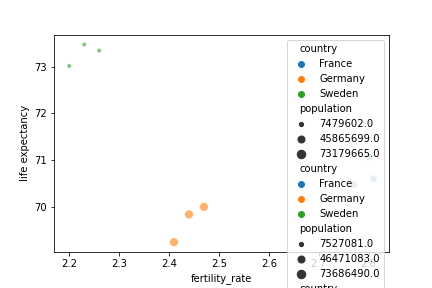 country
73
France
Germany
Sweden
72
population
7479602.0
45865699.0
71
73179665.0
country
France
Germany
70
Sweden
population
7527081.0
46471083.0
73686490.0
life expectancy
2.2 2.3 2.4 2.5 2.6
fertility_rate